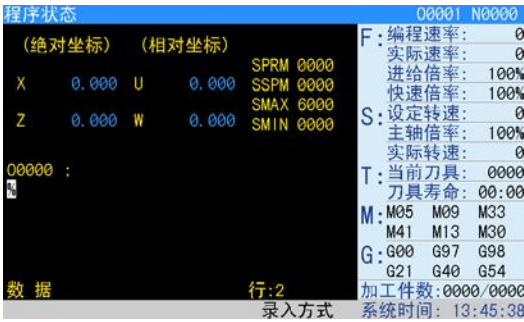 程序状态 O0001 N0000
(绝对坐标) (相对坐标)
SPRM 0000
X 0.000 U 0.000 SSPM 0000
SMAX 6000
Z 0.000 W 0.000 SMIN 0000
O0000 :
%
数 据 行:2
录入方式
F:编程速率: 0
实际速率: 0
进给倍率: 100%
快速倍率: 100%
S:设定转速: 0
主轴倍率: 100%
实际转速: 0
T:当前刀具: 0000
刀具寿命: 00:00
M:M05 M09 M33
M41 M13 M30
G:G00 G97 G98
G21 G40 G54
加工件数:0000/0000
系统时间: 13:45:38